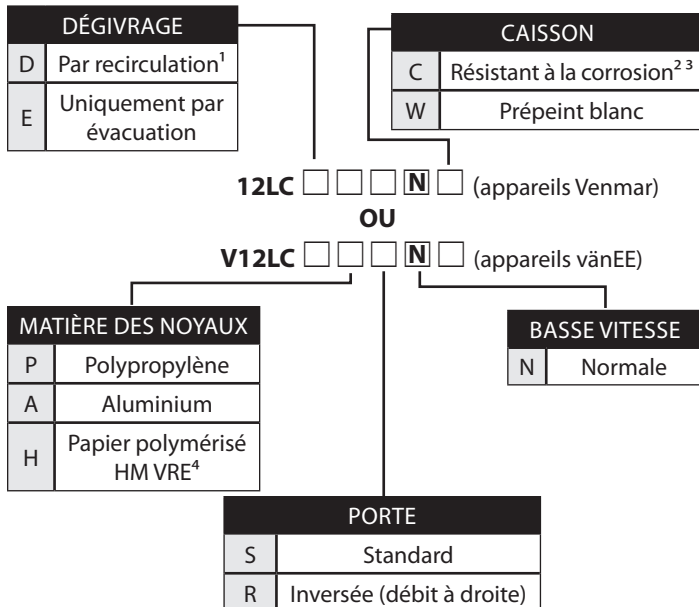 DÉGIVRAGE
D Par recirculation¹
E Uniquement par
évacuation
CAISSON
C Résistant à la corrosion² ³
W Prépeint blanc
12LC □ □ □ N □ (appareils Venmar)
OU
V12LC □ □ □ N □ (appareils vänEE)
MATIÈRE DES NOYAUX
P Polypropylène
A Aluminium
H Papier polymérisé
HM VRE⁴
BASSE VITESSE
N Normale
PORTE
S Standard
R Inversée (débit à droite)